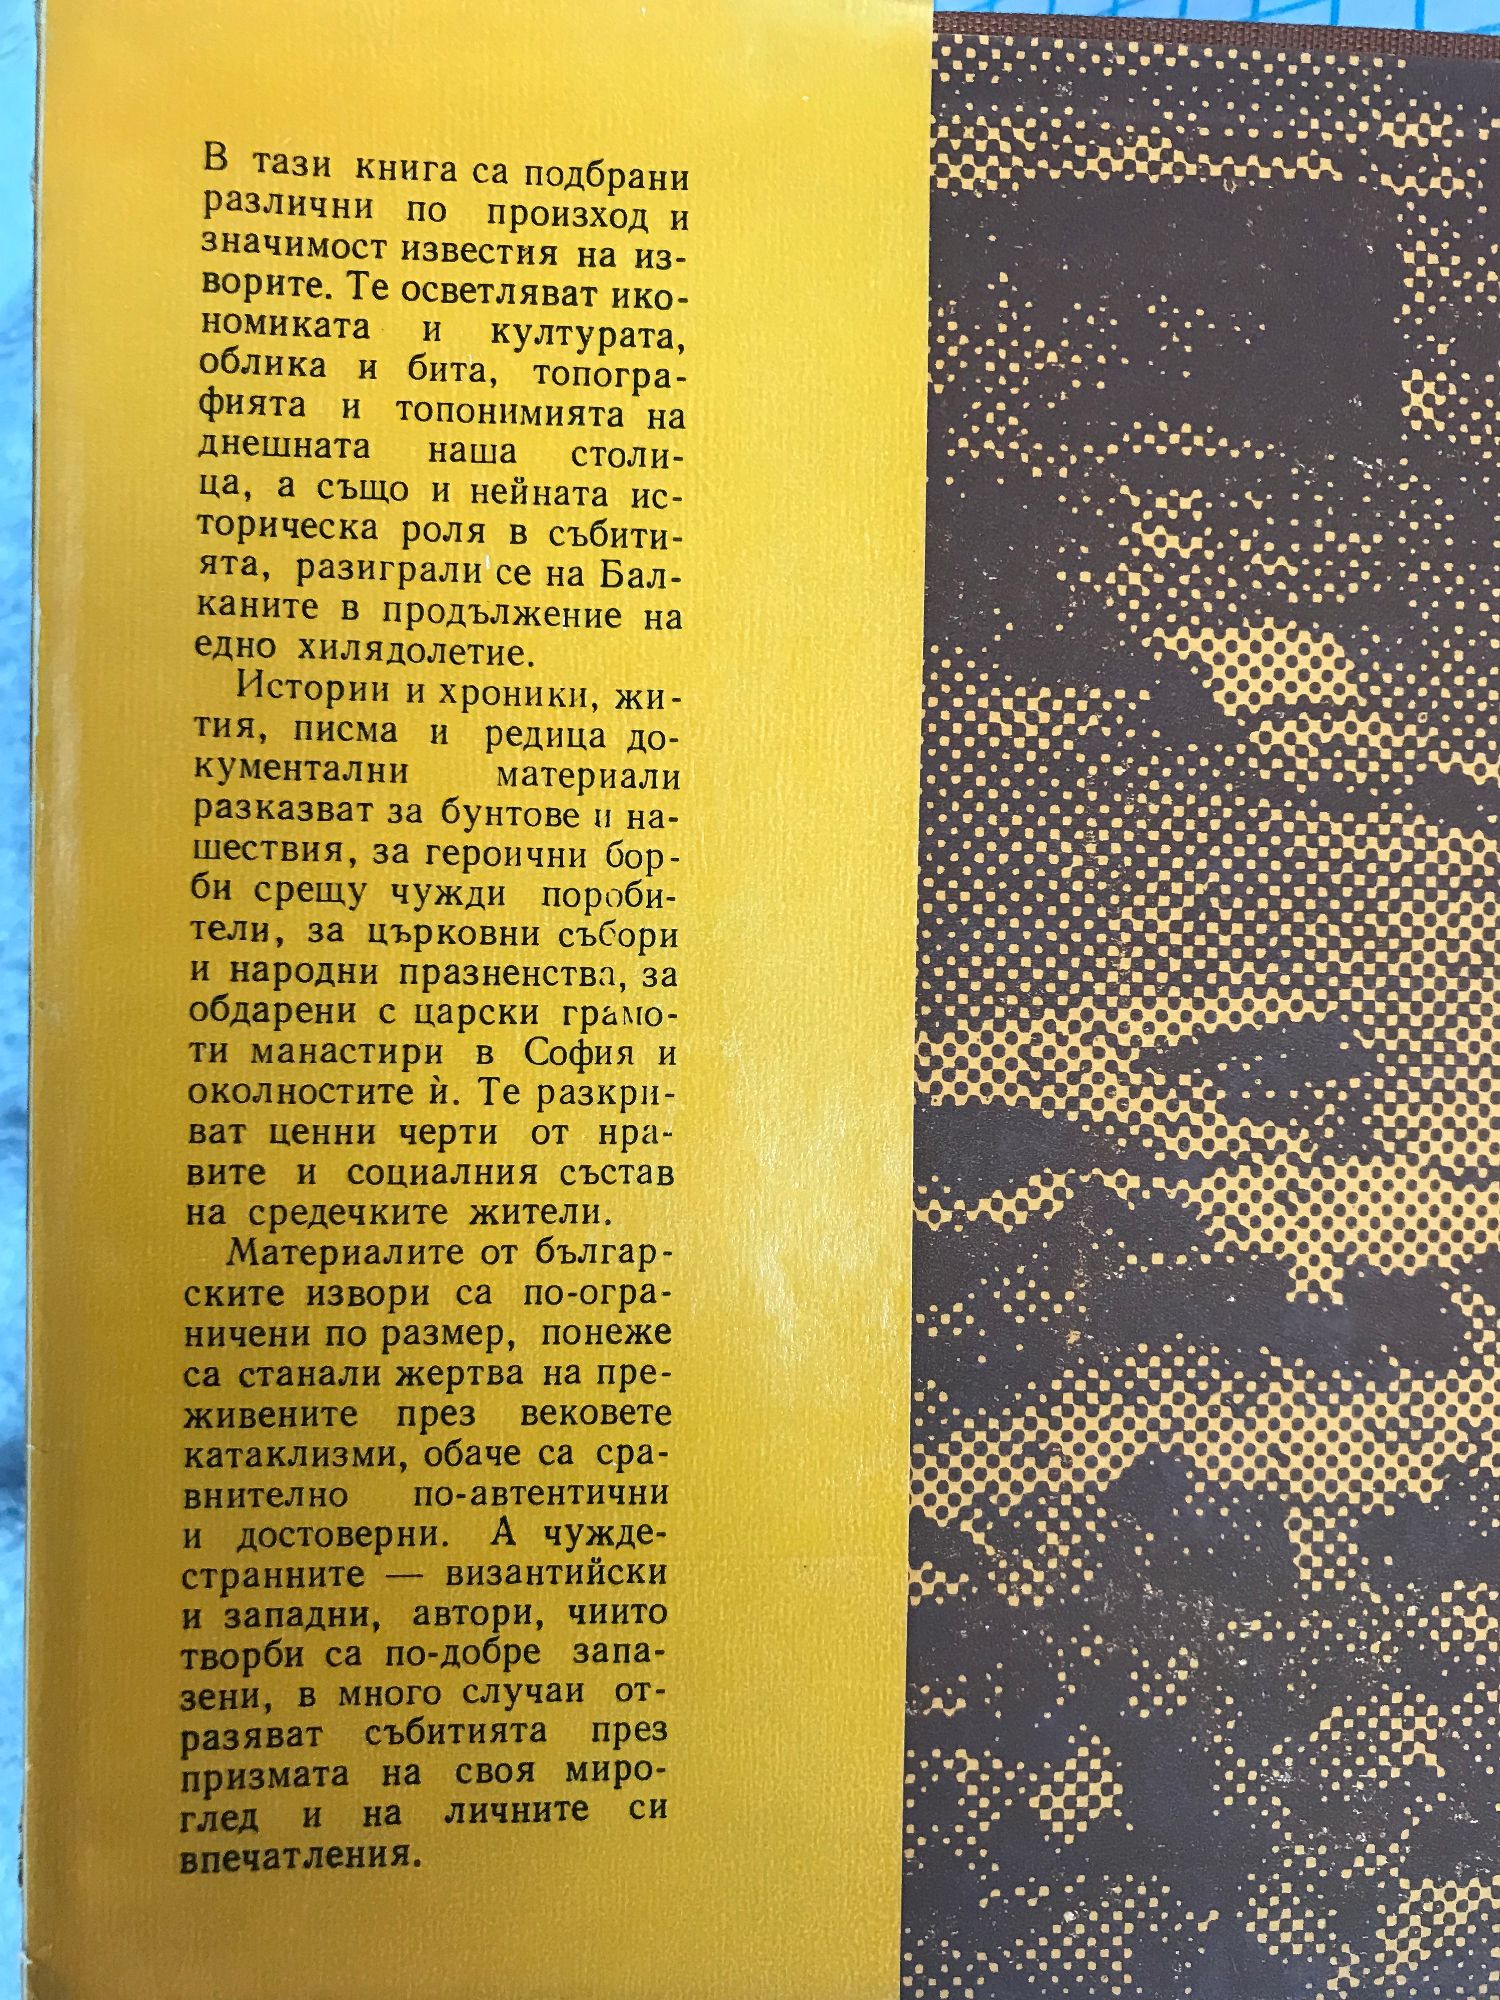 В тази книга са подбрани
различни по произход и
значимост известия на из-
ворите. Те осветляват ико-
номиката и културата,
облика и бита, топогра-
фията и топонимията на
днешната наша столи-
ца, а също и нейната ис-
торическа роля в събити-
ята, разиграли се на Бал-
каните в продължение на
едно хилядолетие.
Истории и хроники, жи-
тия, писма и редица до-
кументални материали
разказват за бунтове и на-
шествия, за героични бор-
би срещу чужди пороби-
тели, за църковни събори
и народни празненства, за
обдарени с царски грамо-
ти манастири в София и
околностите ѝ. Те разкри-
ват ценни черти от нра-
вите и социалния състав
на средечките жители.
Материалите от българ-
ските извори са по-огра-
ничени по размер, понеже
са станали жертва на пре-
живените през вековете
катаклизми, обаче са сра-
внително по-автентични
и достоверни. А чужде-
странните — византийски
и западни, автори, чиито
творби са по-добре запа-
зени, в много случаи от-
разяват събитията през
призмата на своя миро-
глед и на личните си
впечатления.